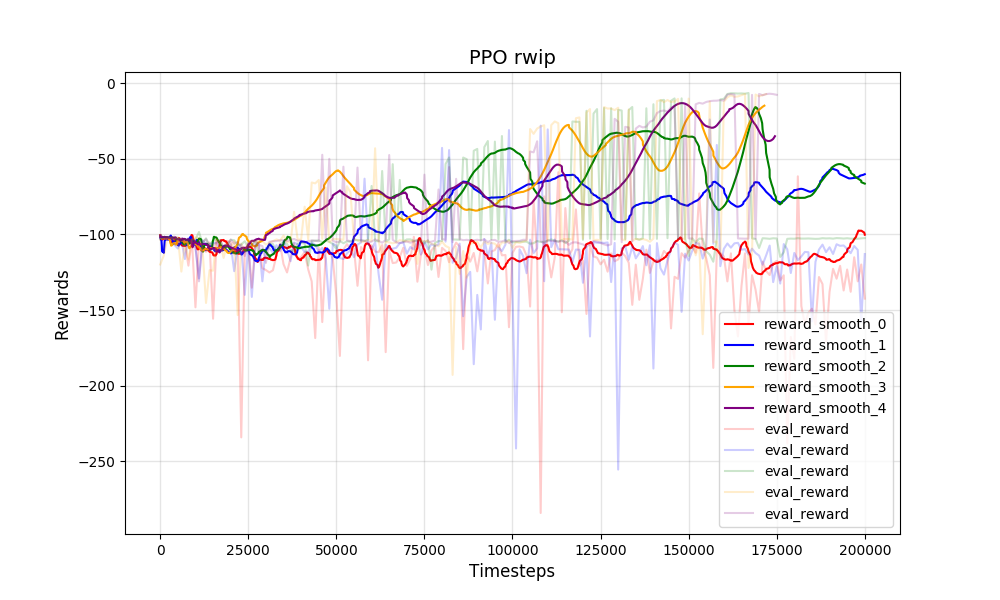 PPO rwip
Rewards
0
−50
−100
−150
−200
−250
reward_smooth_0
reward_smooth_1
reward_smooth_2
reward_smooth_3
reward_smooth_4
eval_reward
eval_reward
eval_reward
eval_reward
eval_reward
0 25000 50000 75000 100000 125000 150000 175000 200000
Timesteps